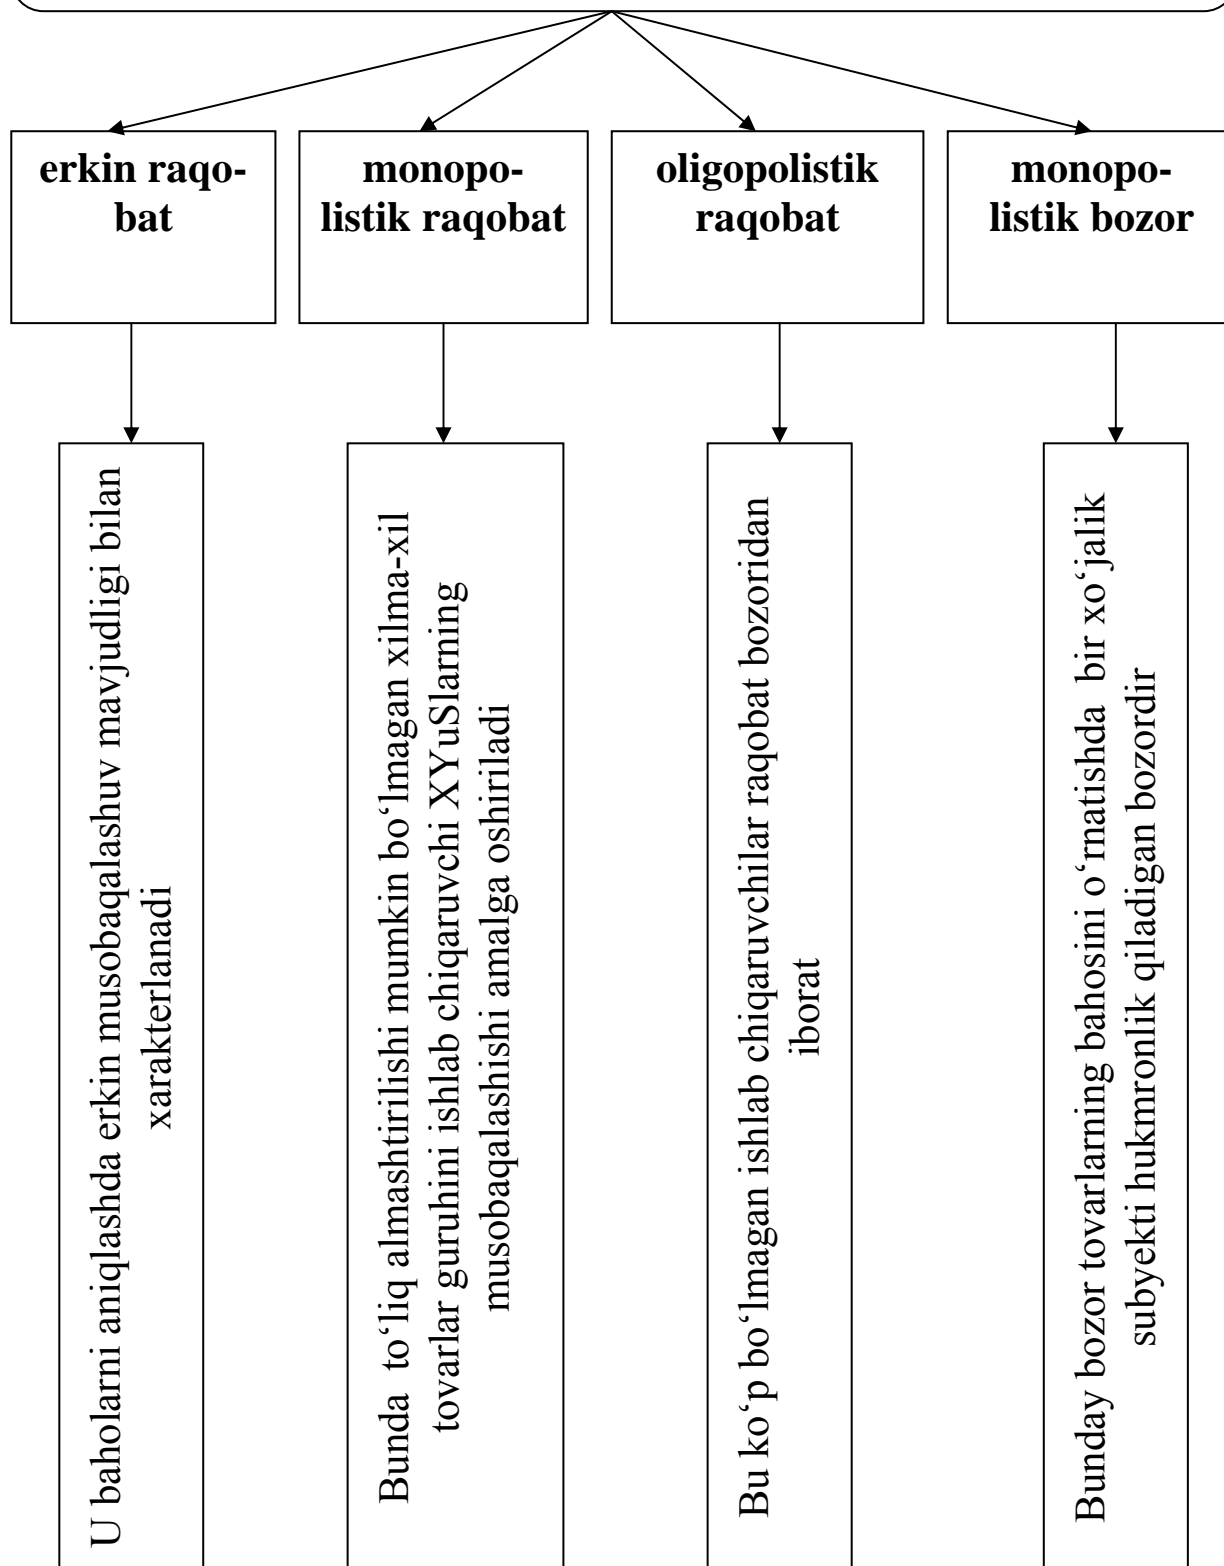 erkin raqo-
bat
monopo-
listik raqobat
oligopolistik
raqobat
monopo-
listik bozor
U baholarni aniqlashda erkin musobaqalashuv mavjudligi bilan
xarakterlanadi
Bunda to‘liq almashtirilishi mumkin bo‘lmagan xilma-xil
tovarlar guruhini ishlab chiqaruvchi XYuSlarning
musobaqalashishi amalga oshiriladi
Bu ko‘p bo‘lmagan ishlab chiqaruvchilar raqobat bozoridan
iborat
Bunday bozor tovarlarning bahosini o‘rnatishda bir xo‘jalik
subyekti hukmronlik qiladigan bozordir